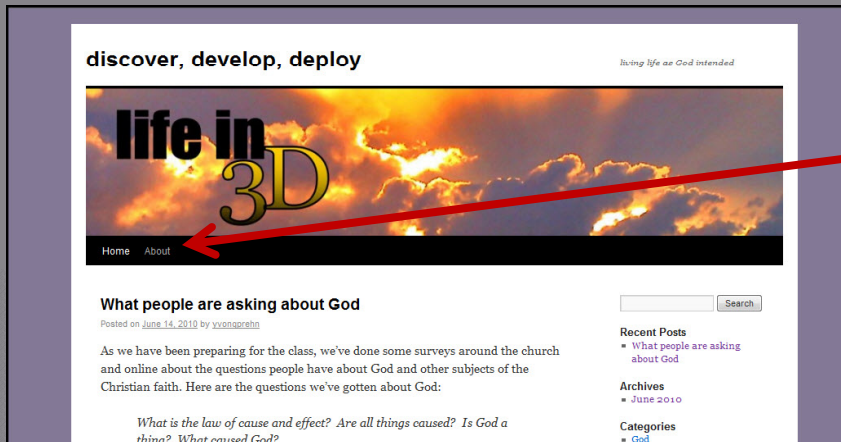 discover, develop, deploy
living life as God intended
life in
3D
Home About
What people are asking about God
Posted on June 14, 2010 by yvonprehn
As we have been preparing for the class, we've done some surveys around the church
and online about the questions people have about God and other subjects of the
Christian faith. Here are the questions we've gotten about God:
What is the law of cause and effect? Are all things caused? Is God a
thing? What caused God?
Search
Recent Posts
What people are asking
about God
Archives
June 2010
Categories
God